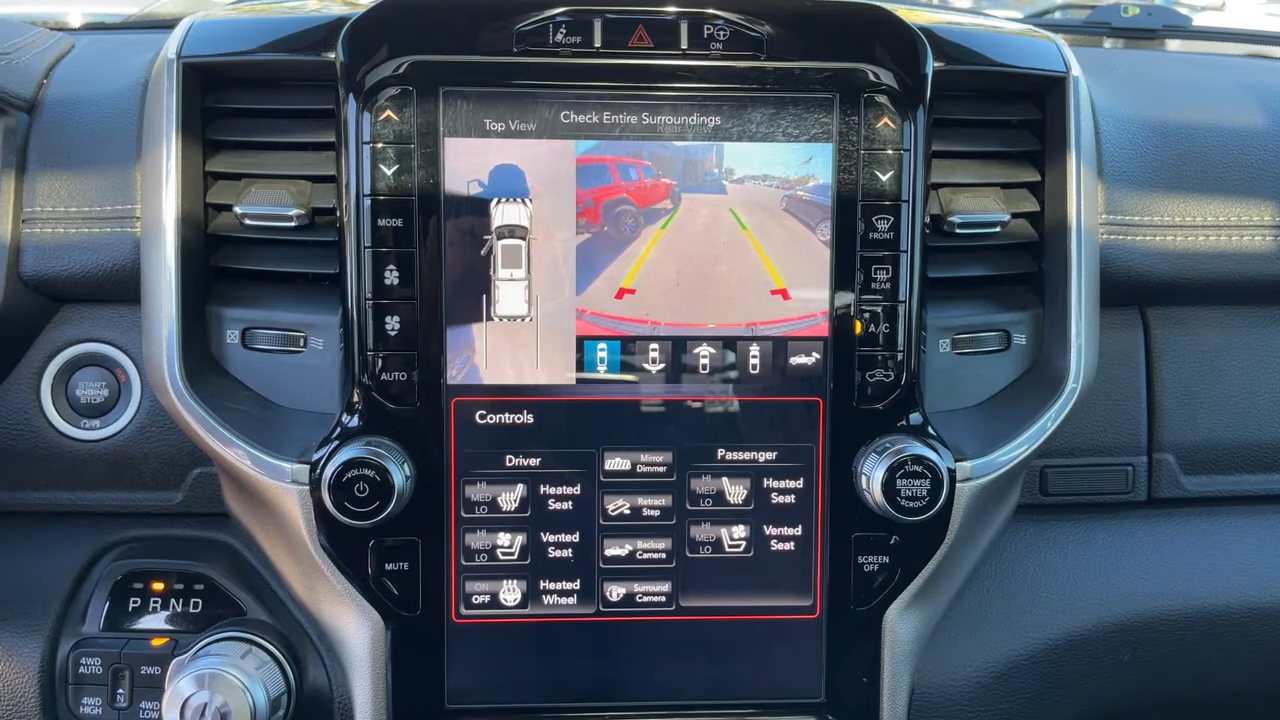 OFF
P
ON
Check Entire Surroundings
Top View
Rear View
MODE
FRONT
REAR
A/C
AUTO
START
ENGINE
STOP
Controls
Driver
Passenger
HI
MED
LO
Heated
Seat
HI
MED
LO
Vented
Seat
ON
OFF
Heated
Wheel
Mirror
Dimmer
Retract
Step
Backup
Camera
Surround
Camera
HI
MED
LO
Heated
Seat
HI
MED
LO
Vented
Seat
VOLUME
TUNE
BROWSE
ENTER
SCROLL
MUTE
SCREEN
OFF
PRND
4WD
AUTO
2WD
N
4WD
HIGH
4WD
LOW